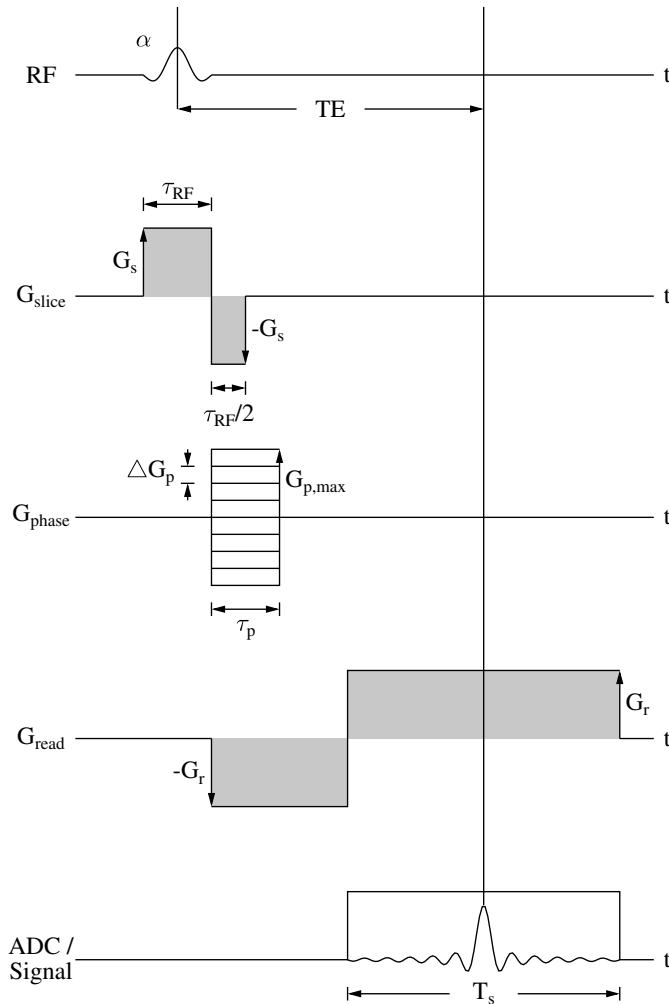 α
RF
t
TE
τRF
Gs
Gslice
t
-Gs
τRF/2
△Gp
Gp,max
Gphase
t
τp
Gr
Gread
t
-Gr
ADC /
Signal
t
Ts